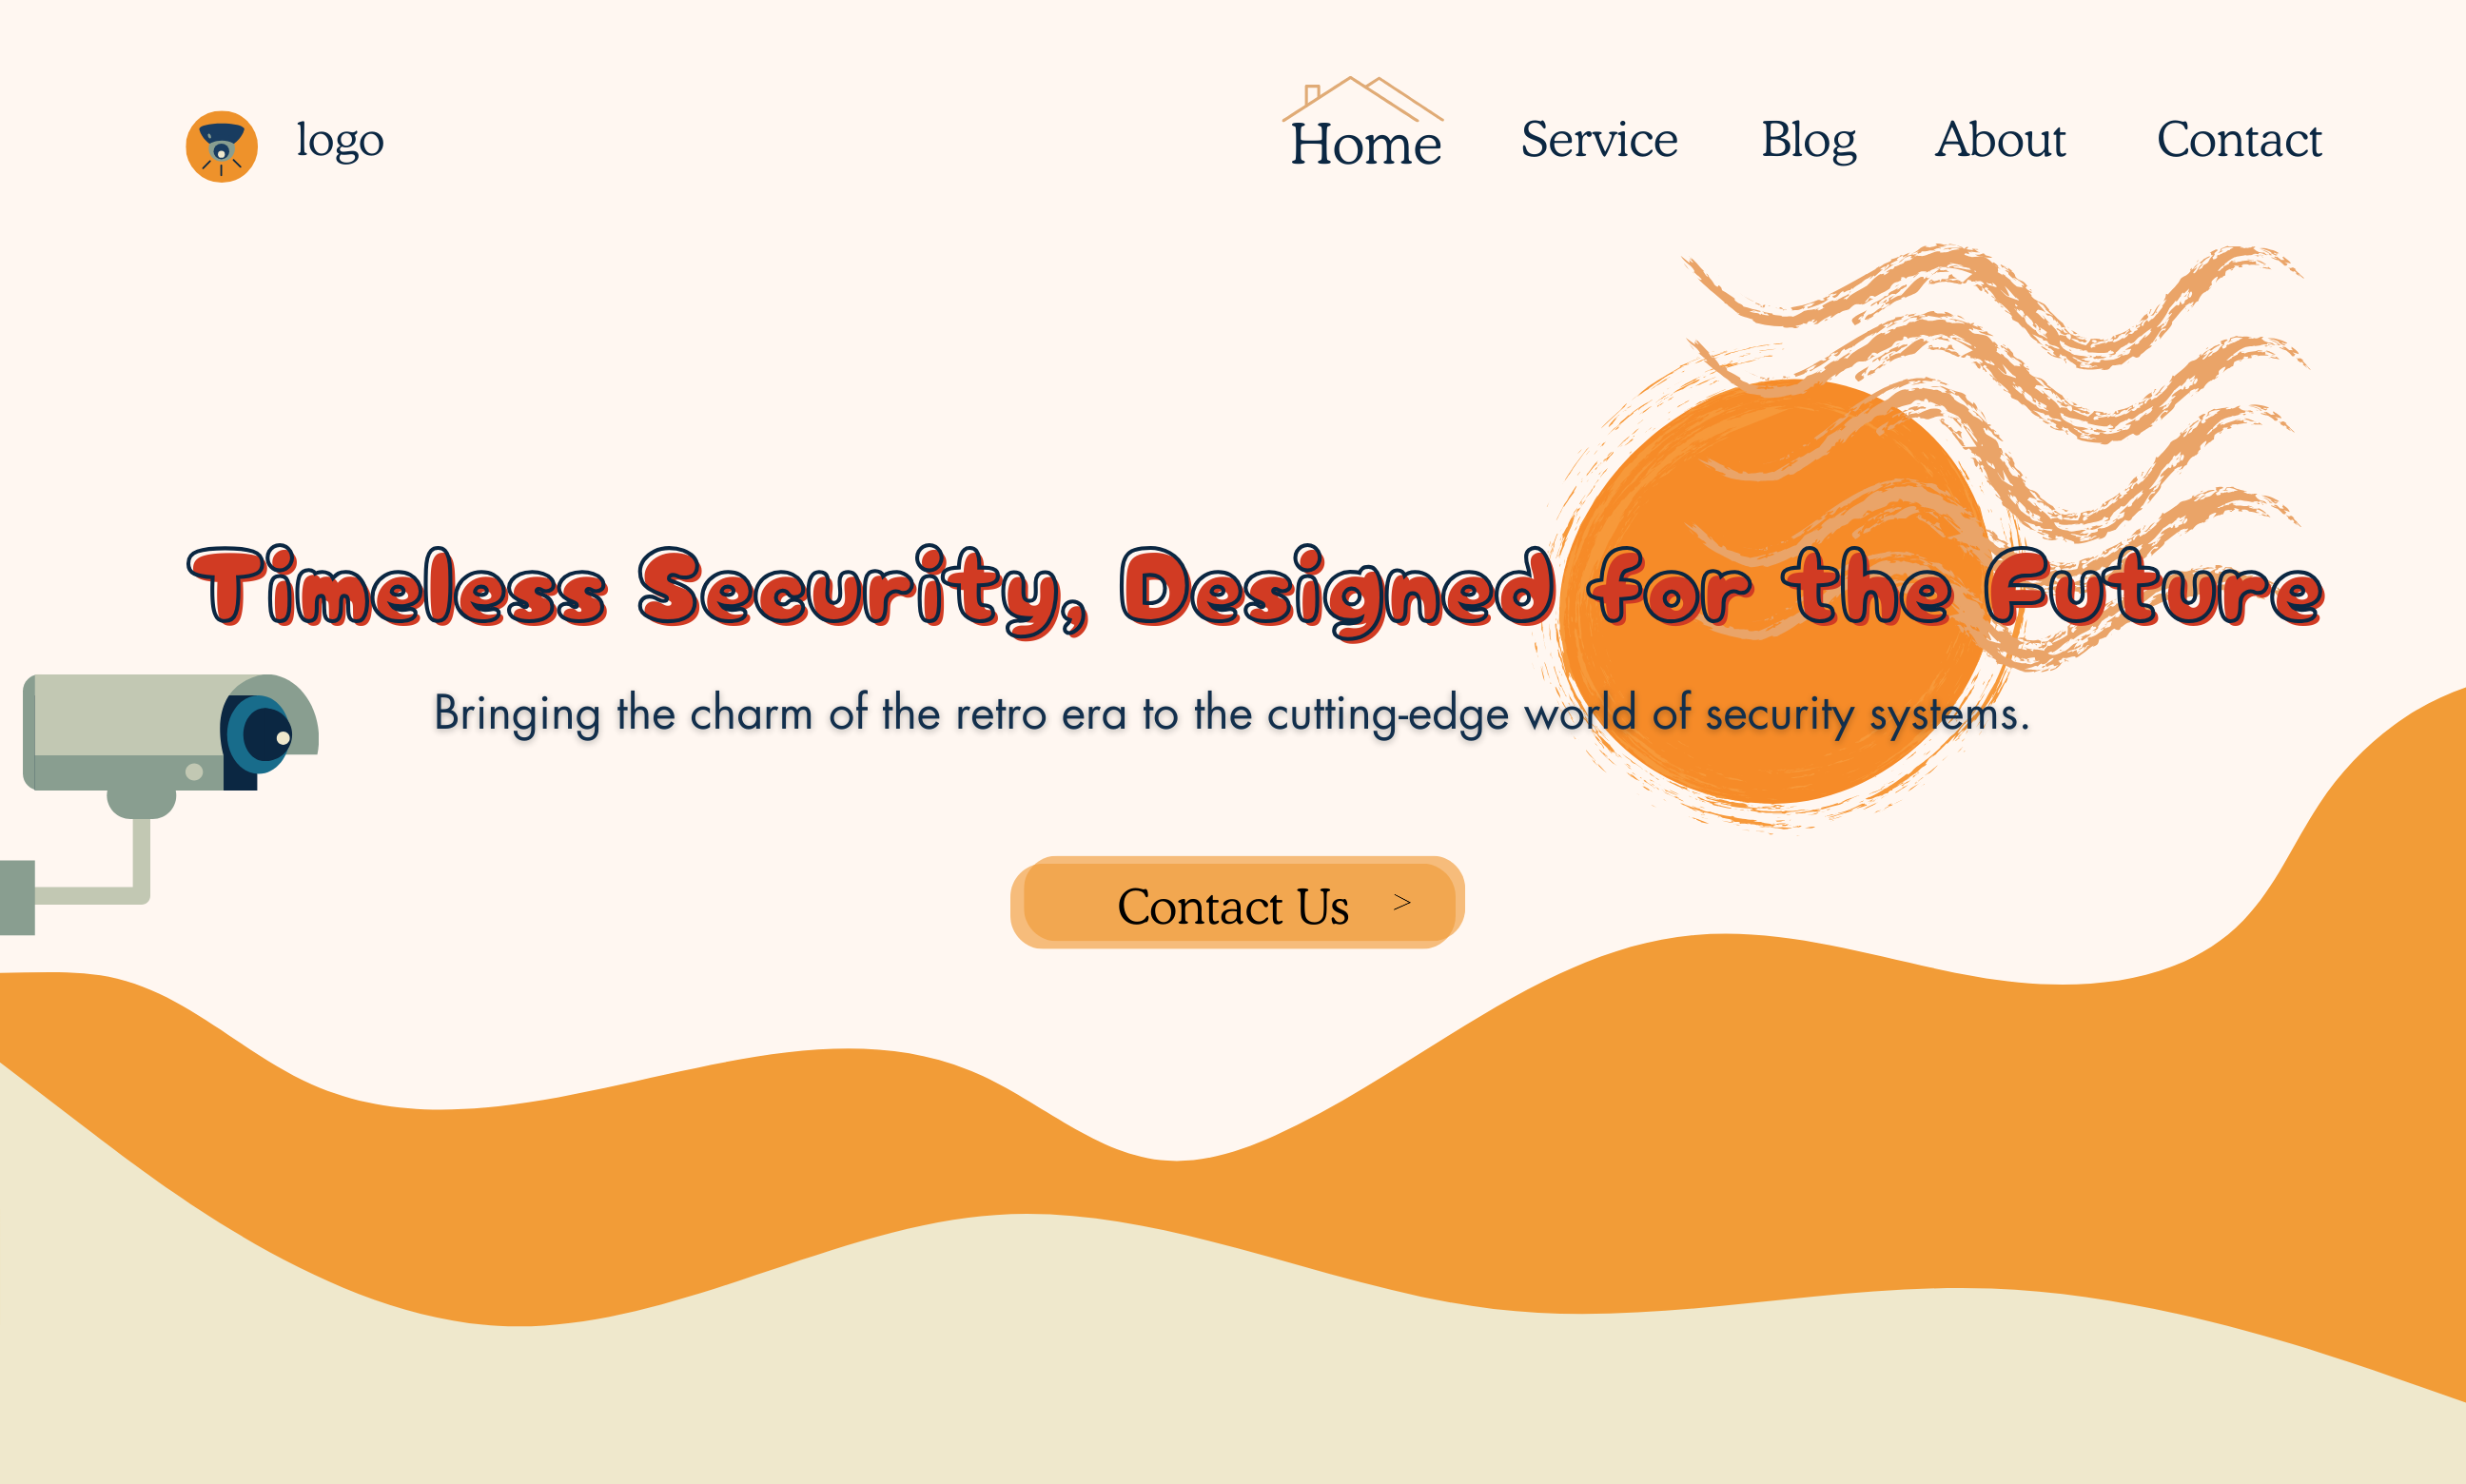 logo
Home Service Blog About Contact
Timeless Security, Designed for the Future
Bringing the charm of the retro era to the cutting-edge world of security systems.
Contact Us >